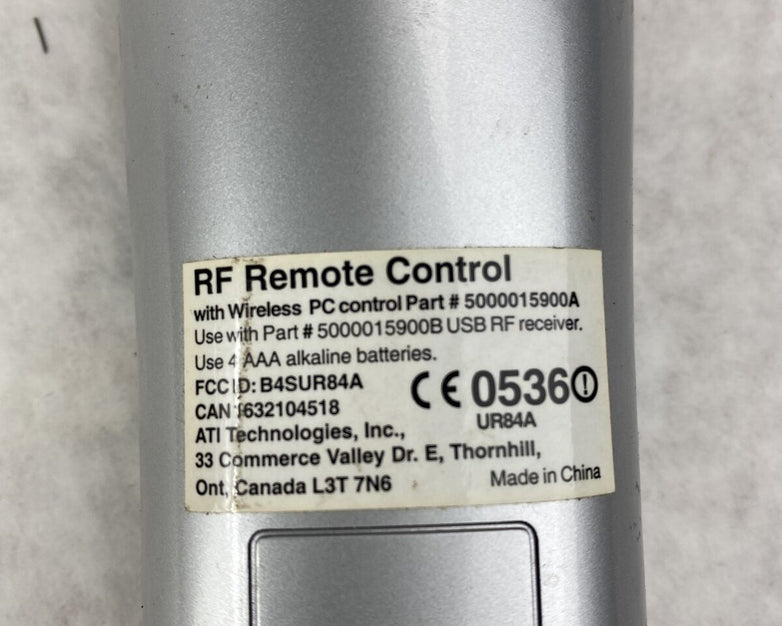 RF Remote Control
with Wireless PC control Part # 5000015900A
Use with Part # 5000015900B USB RF receiver.
Use 4 AAA alkaline batteries.
FCC ID: B4SUR84A
CE 0536
CAN 1632104518
UR84A
ATI Technologies, Inc.,
33 Commerce Valley Dr. E, Thornhill,
Ont, Canada L3T 7N6
Made in China